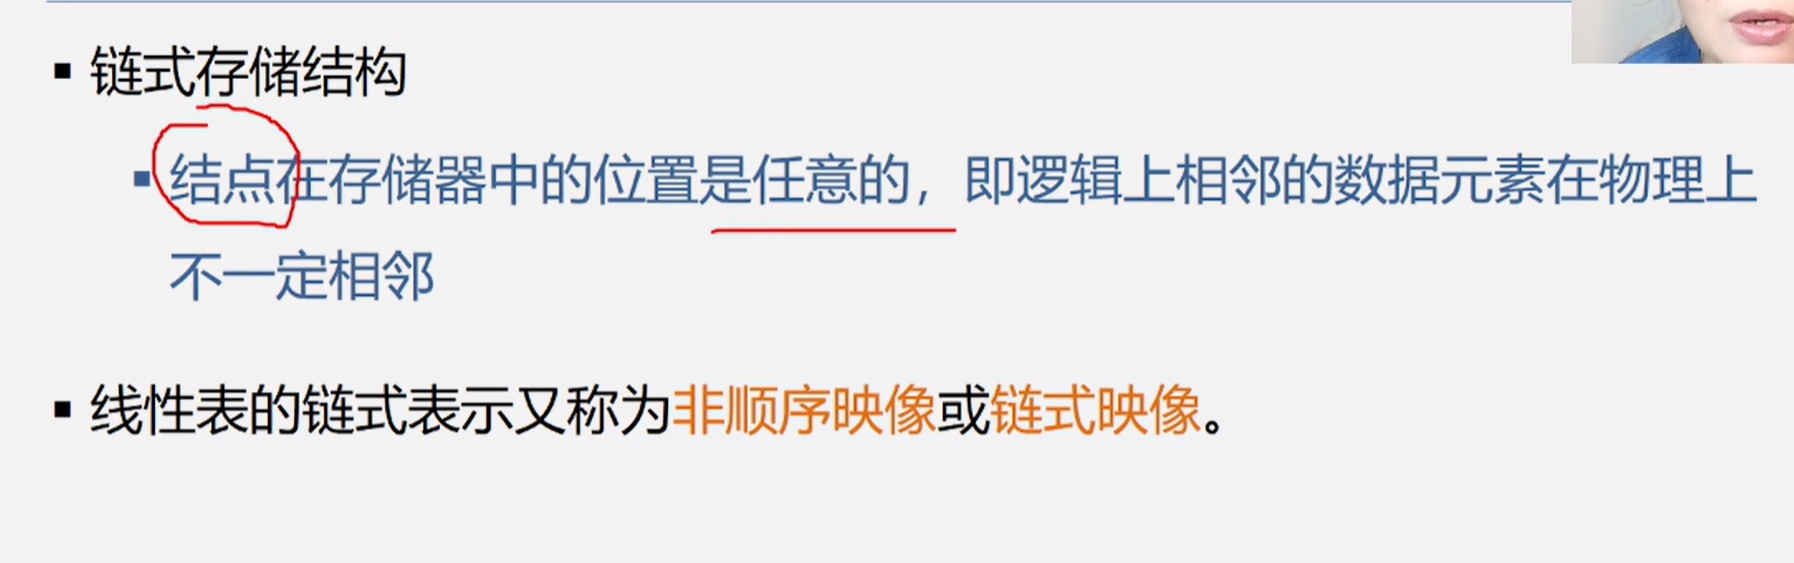 ▪ 链式存储结构
▪ 结点在存储器中的位置是任意的，即逻辑上相邻的数据元素在物理上
不一定相邻
▪ 线性表的链式表示又称为非顺序映像或链式映像。